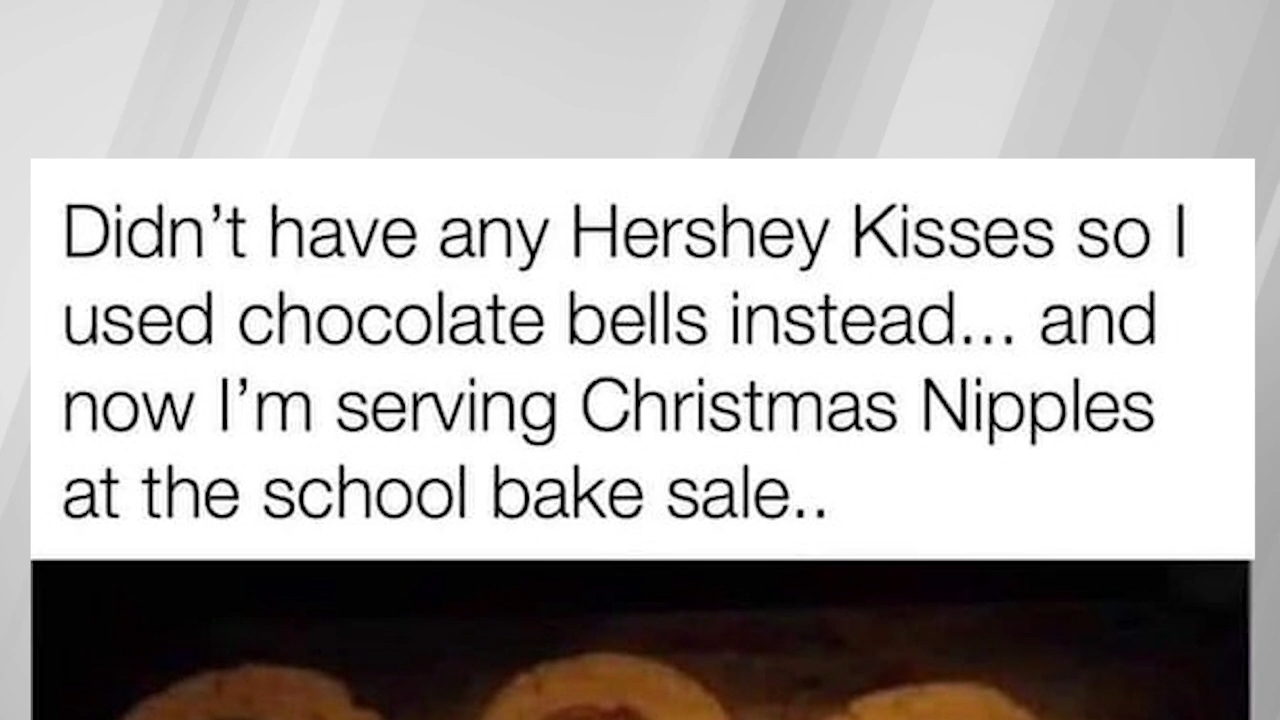 Didn’t have any Hershey Kisses so I
used chocolate bells instead... and
now I’m serving Christmas Nipples
at the school bake sale..